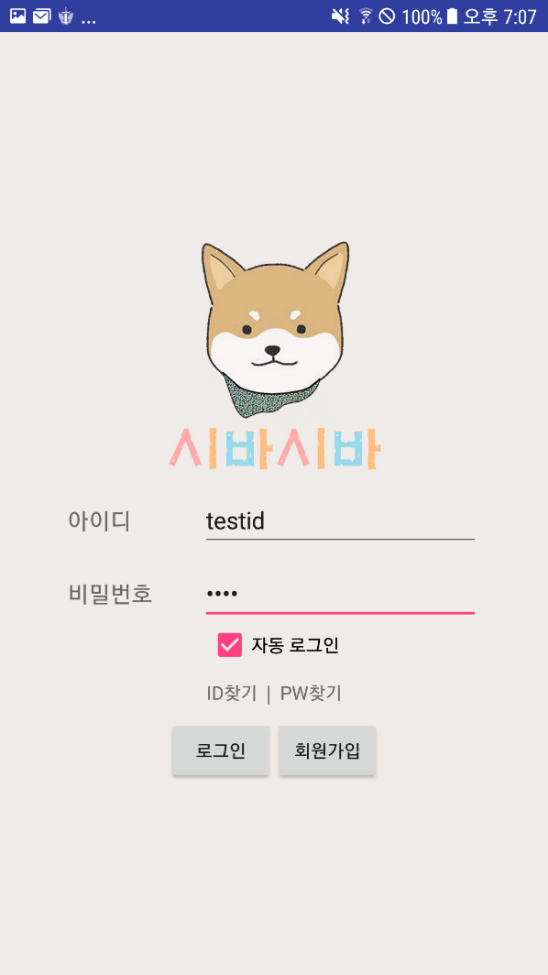 ... 100% 오후 7:07
시바시바
아이디 testid
비밀번호 ••••
자동 로그인
ID찾기 | PW찾기
로그인 회원가입